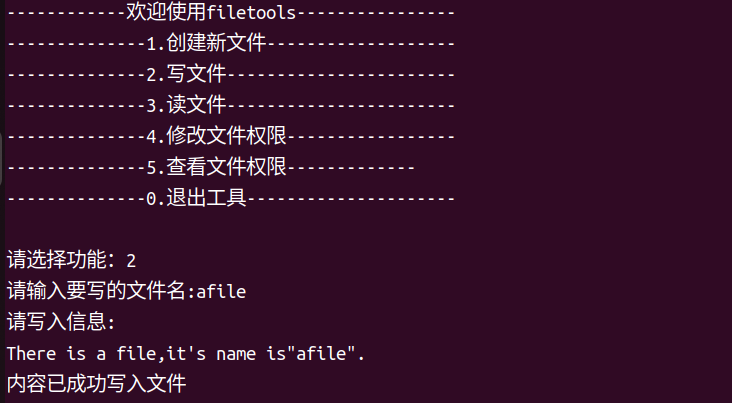 ------------欢迎使用filetools----------------
--------------1.创建新文件-------------------
--------------2.写文件-----------------------
--------------3.读文件-----------------------
--------------4.修改文件权限-----------------
--------------5.查看文件权限-------------
--------------0.退出工具---------------------
请选择功能：2
请输入要写的文件名:afile
请写入信息:
There is a file,it's name is"afile".
内容已成功写入文件